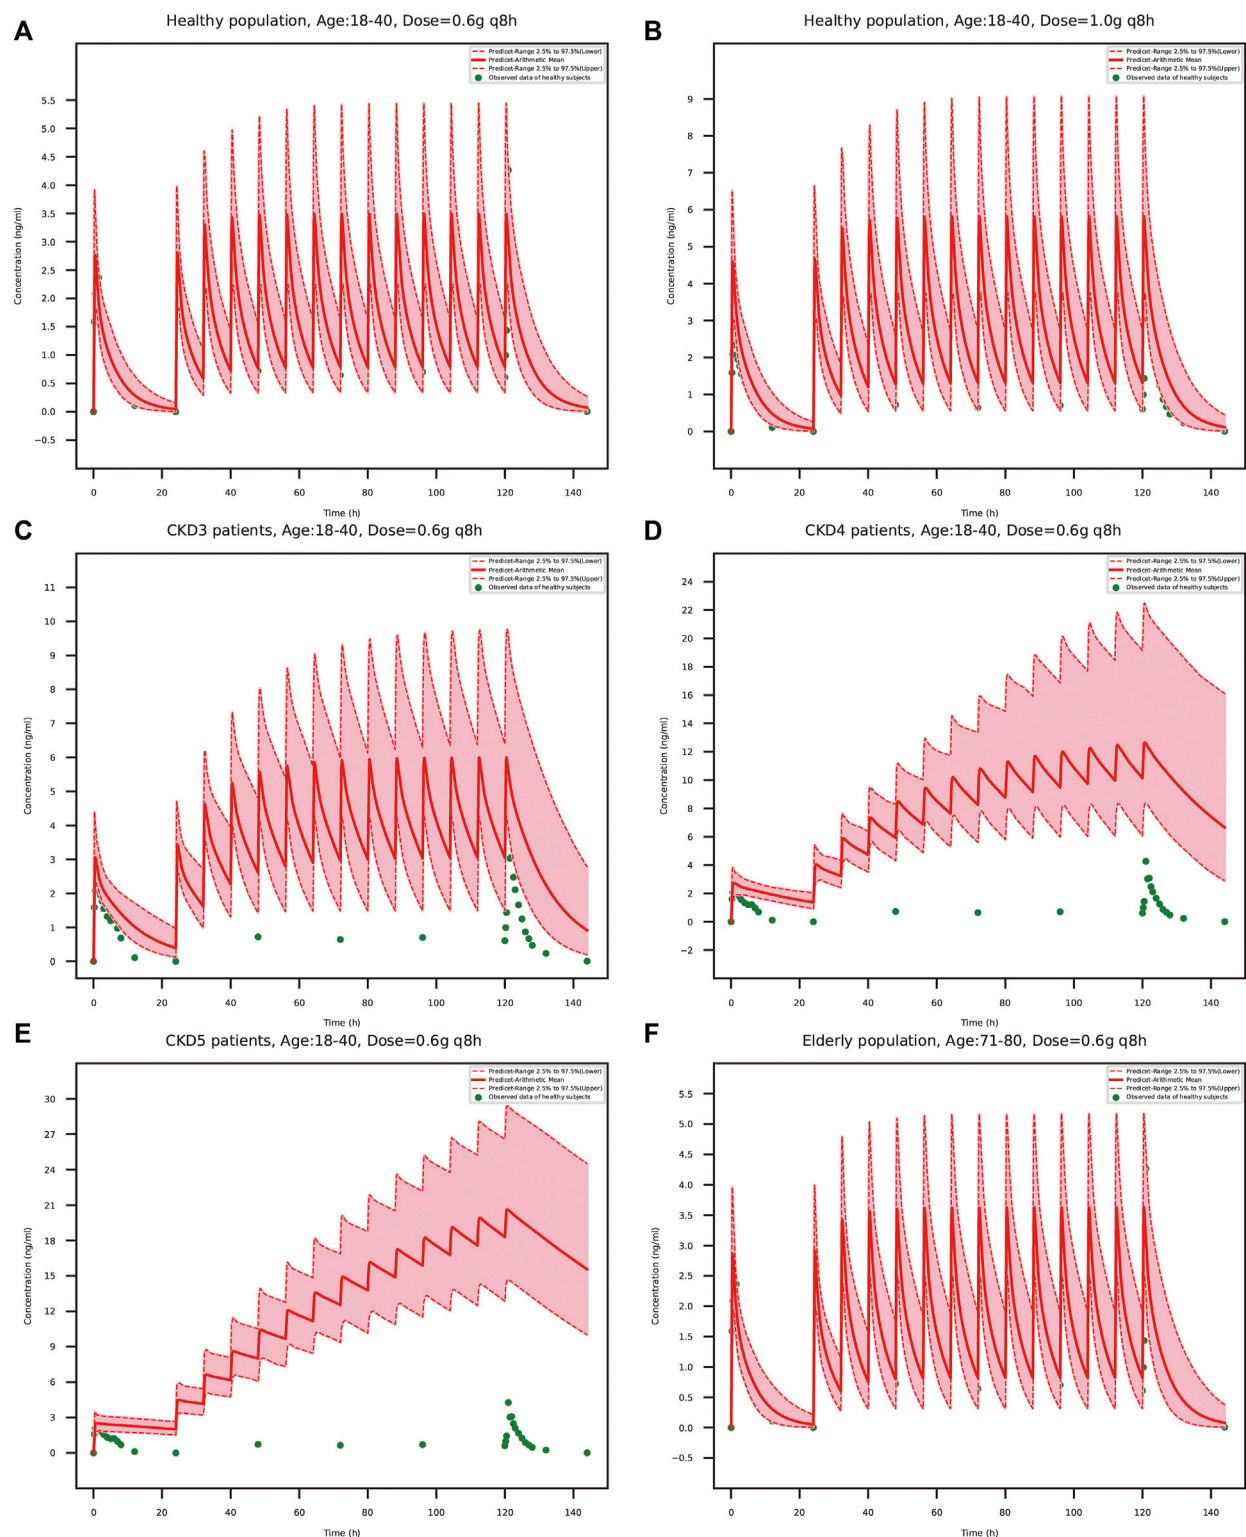 A
Healthy population, Age:18-40, Dose=0.6g q8h
Predicet-Range 2.5% to 97.5%(Lower)
Predicet-Arithmetic Mean
Predicet-Range 2.5% to 97.5%(Upper)
Observed data of healthy subjects
5.5
5.0
4.5
4.0
3.5
3.0
2.5
2.0
1.5
1.0
0.5
0.0
−0.5
Concentration (ng/ml)
0 20 40 60 80 100 120 140
Time (h)
B
Healthy population, Age:18-40, Dose=1.0g q8h
Predicet-Range 2.5% to 97.5%(Lower)
Predicet-Arithmetic Mean
Predicet-Range 2.5% to 97.5%(Upper)
Observed data of healthy subjects
9
8
7
6
5
4
3
2
1
0
Concentration (ng/ml)
0 20 40 60 80 100 120 140
Time (h)
C
CKD3 patients, Age:18-40, Dose=0.6g q8h
Predicet-Range 2.5% to 97.5%(Lower)
Predicet-Arithmetic Mean
Predicet-Range 2.5% to 97.5%(Upper)
Observed data of healthy subjects
11
10
9
8
7
6
5
4
3
2
1
0
Concentration (ng/ml)
0 20 40 60 80 100 120 140
Time (h)
D
CKD4 patients, Age:18-40, Dose=0.6g q8h
Predicet-Range 2.5% to 97.5%(Lower)
Predicet-Arithmetic Mean
Predicet-Range 2.5% to 97.5%(Upper)
Observed data of healthy subjects
24
22
20
18
16
14
12
10
8
6
4
2
0
−2
Concentration (ng/ml)
0 20 40 60 80 100 120 140
Time (h)
E
CKD5 patients, Age:18-40, Dose=0.6g q8h
Predicet-Range 2.5% to 97.5%(Lower)
Predicet-Arithmetic Mean
Predicet-Range 2.5% to 97.5%(Upper)
Observed data of healthy subjects
30
27
24
21
18
15
12
9
6
3
0
Concentration (ng/ml)
0 20 40 60 80 100 120 140
Time (h)
F
Elderly population, Age:71-80, Dose=0.6g q8h
Predicet-Range 2.5% to 97.5%(Lower)
Predicet-Arithmetic Mean
Predicet-Range 2.5% to 97.5%(Upper)
Observed data of healthy subjects
5.5
5.0
4.5
4.0
3.5
3.0
2.5
2.0
1.5
1.0
0.5
0.0
−0.5
Concentration (ng/ml)
0 20 40 60 80 100 120 140
Time (h)